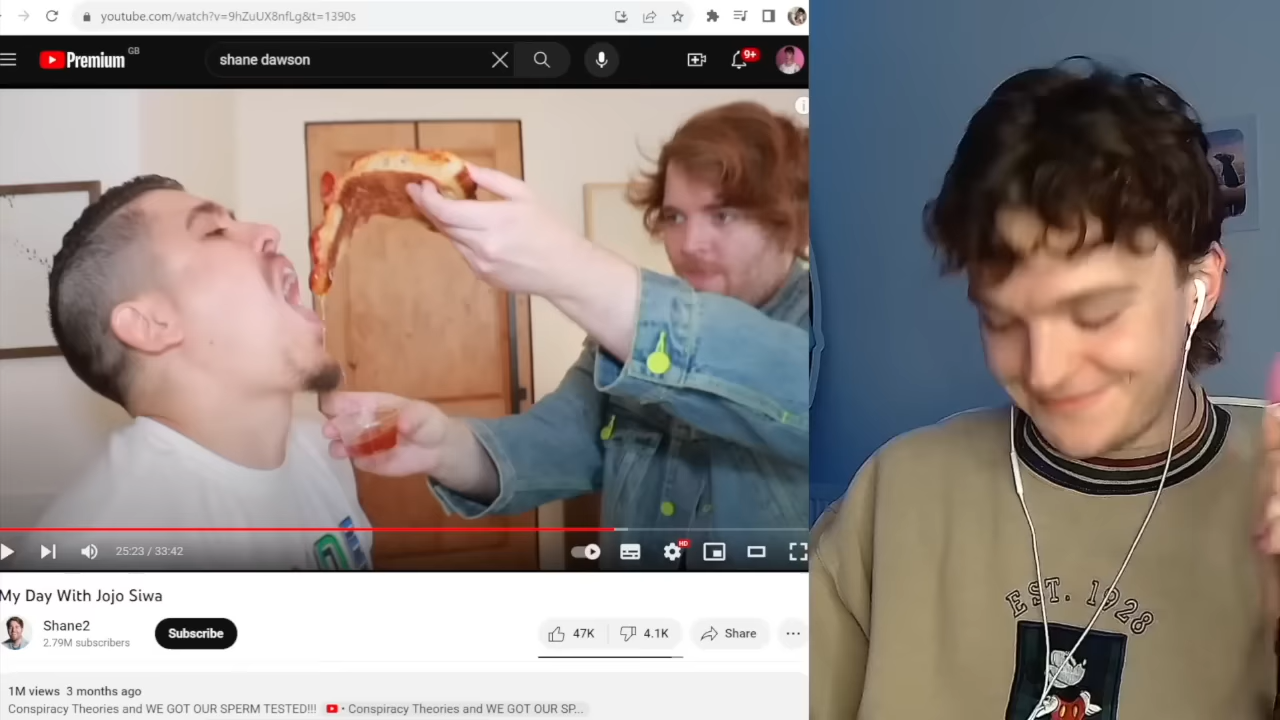 youtube.com/watch?v=9hZuUX8nfLg&t=1390s
Premium GB
shane dawson
9+
25:23 / 33:42
HD
My Day With Jojo Siwa
Shane2
2.79M subscribers
Subscribe
47K
4.1K
Share
1M views 3 months ago
Conspiracy Theories and WE GOT OUR SPERM TESTED!!! • Conspiracy Theories and WE GOT OUR SP...
EST. 1928